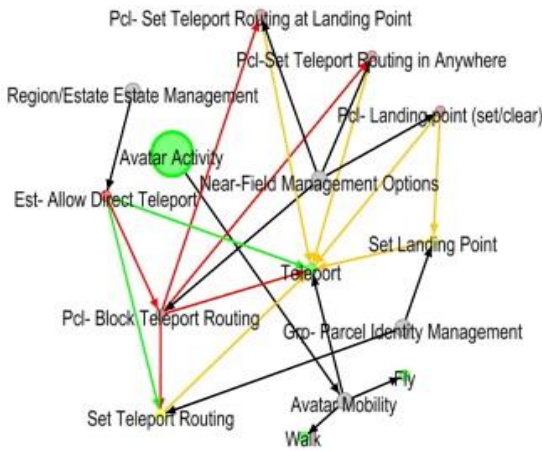 Pcl- Set Teleport Routing at Landing Point
Pcl-Set Teleport Routing in Anywhere
Region/Estate Estate Management
Pcl- Landing point (set/clear)
Avatar Activity
Near-Field Management Options
Est- Allow Direct Teleport
Set Landing Point
Teleport
Pcl- Block Teleport Routing
Grp- Parcel Identity Management
Fly
Avatar Mobility
Set Teleport Routing
Walk